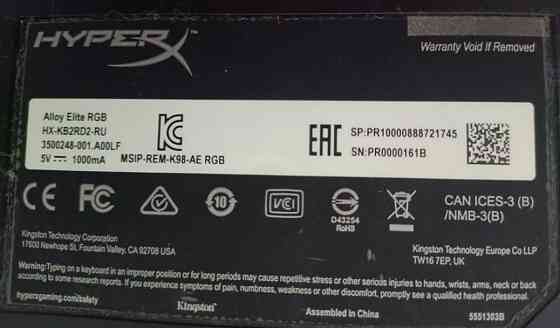 HYPERX™
Warranty Void If Removed
Alloy Elite RGB
HX-KB2RD2-RU
3500248-001.A00LF
5V 1000mA
MSIP-REM-K98-AE RGB
EAC
SP:PR10000888721745
SN:PR0000161B
CE FC 10 VCI
D43254
RoHS
CAN ICES-3 (B)
/NMB-3(B)
Kingston Technology Corporation
17600 Newhope St, Fountain Valley, CA 92708 USA
Kingston Technology Europe Co LLP
TW16 7EP, UK
Warning:Typing on a keyboard in an improper position or for long periods may cause repetitive stress or other serious injuries to hands, wrists, arms, neck or back
according to some research reports. If you experience symptoms of pain, numbness, weakness or other discomfort, promptly see a qualified health professional.
hyperxgaming.com/safety
Kingston
Assembled in China
5551303B